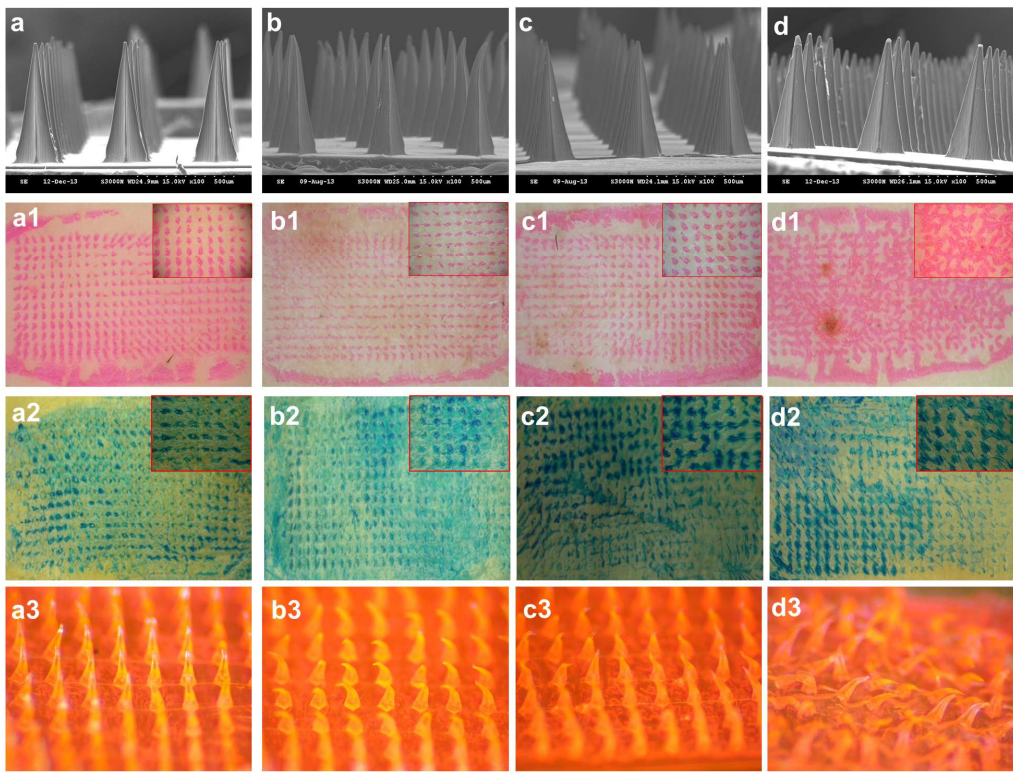 a
b
c
d
SE 12-Dec-13 S3000N WD24.9mm 15.0kV x100 500um
SE 09-Aug-13 S3000N WD25.0mm 15.0kV x100 500um
SE 09-Aug-13 S3000N WD24.1mm 15.0kV x100 500um
SE 12-Dec-13 S3000N WD26.1mm 15.0kV x100 500um
a1
b1
c1
d1
a2
b2
c2
d2
a3
b3
c3
d3